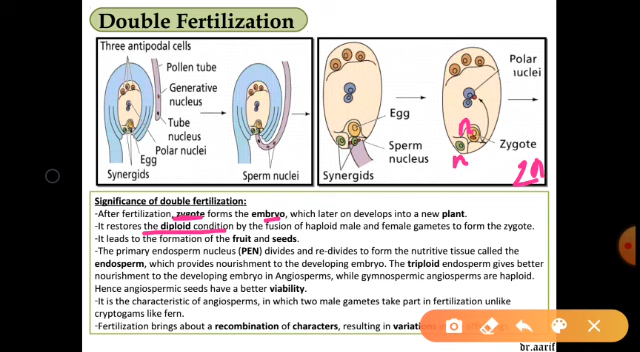 Double Fertilization
Three antipodal cells
Pollen tube
Generative
nucleus
Tube
nucleus
Polar nuclei
Egg
Synergids
Sperm nuclei
Egg
Sperm
nucleus
Synergids
Polar
nuclei
Zygote
n
n
2n
Significance of double fertilization:
-After fertilization, zygote forms the embryo, which later on develops into a new plant.
-It restores the diploid condition by the fusion of haploid male and female gametes to form the zygote.
-It leads to the formation of the fruit and seeds.
-The primary endosperm nucleus (PEN) divides and re-divides to form the nutritive tissue called the
endosperm, which provides nourishment to the developing embryo. The triploid endosperm gives better
nourishment to the developing embryo in Angiosperms, while gymnospermic angiosperms are haploid.
Hence angiospermic seeds have a better viability.
-It is the characteristic of angiosperms, in which two male gametes take part in fertilization unlike
cryptogams like fern.
-Fertilization brings about a recombination of characters, resulting in variations
dr.aarif